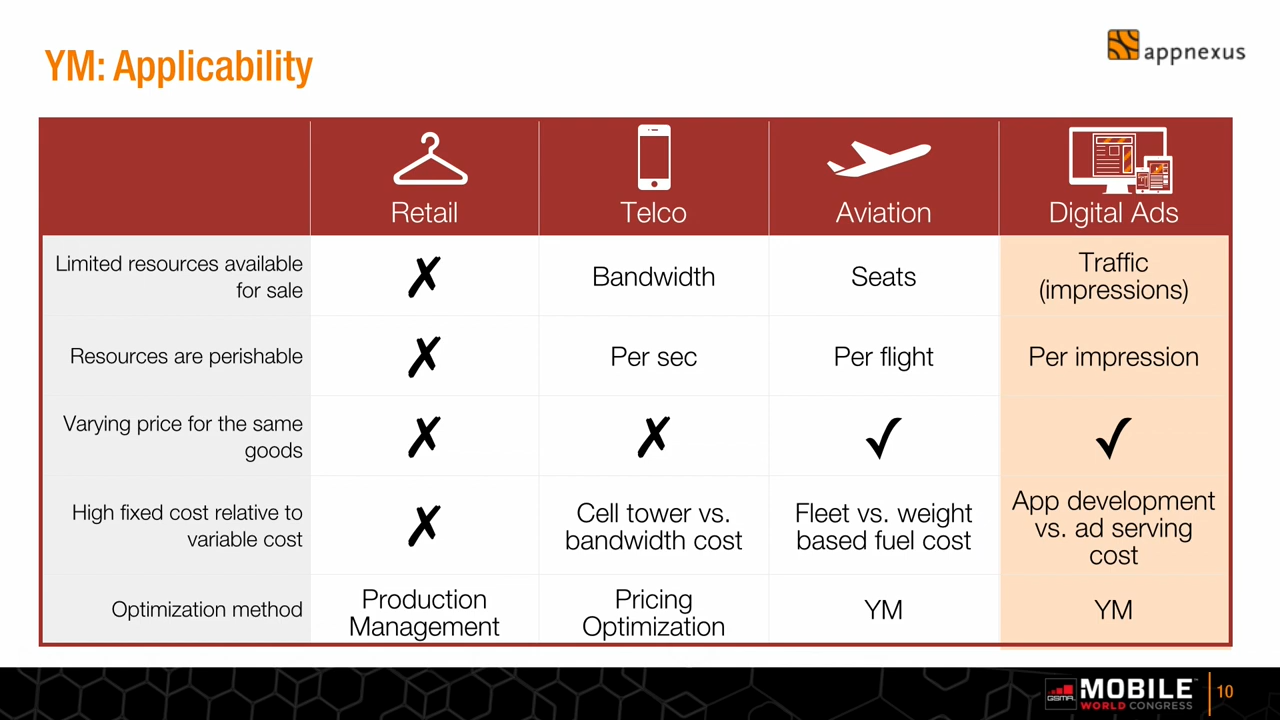 YM: Applicability
appnexus
Retail
Telco
Aviation
Digital Ads
Limited resources available
for sale
✗
Bandwidth
Seats
Traffic
(impressions)
Resources are perishable
✗
Per sec
Per flight
Per impression
Varying price for the same
goods
✗
✗
✓
✓
High fixed cost relative to
variable cost
✗
Cell tower vs.
bandwidth cost
Fleet vs. weight
based fuel cost
App development
vs. ad serving
cost
Optimization method
Production
Management
Pricing
Optimization
YM
YM
GSMA
MOBILE
WORLD CONGRESS
10